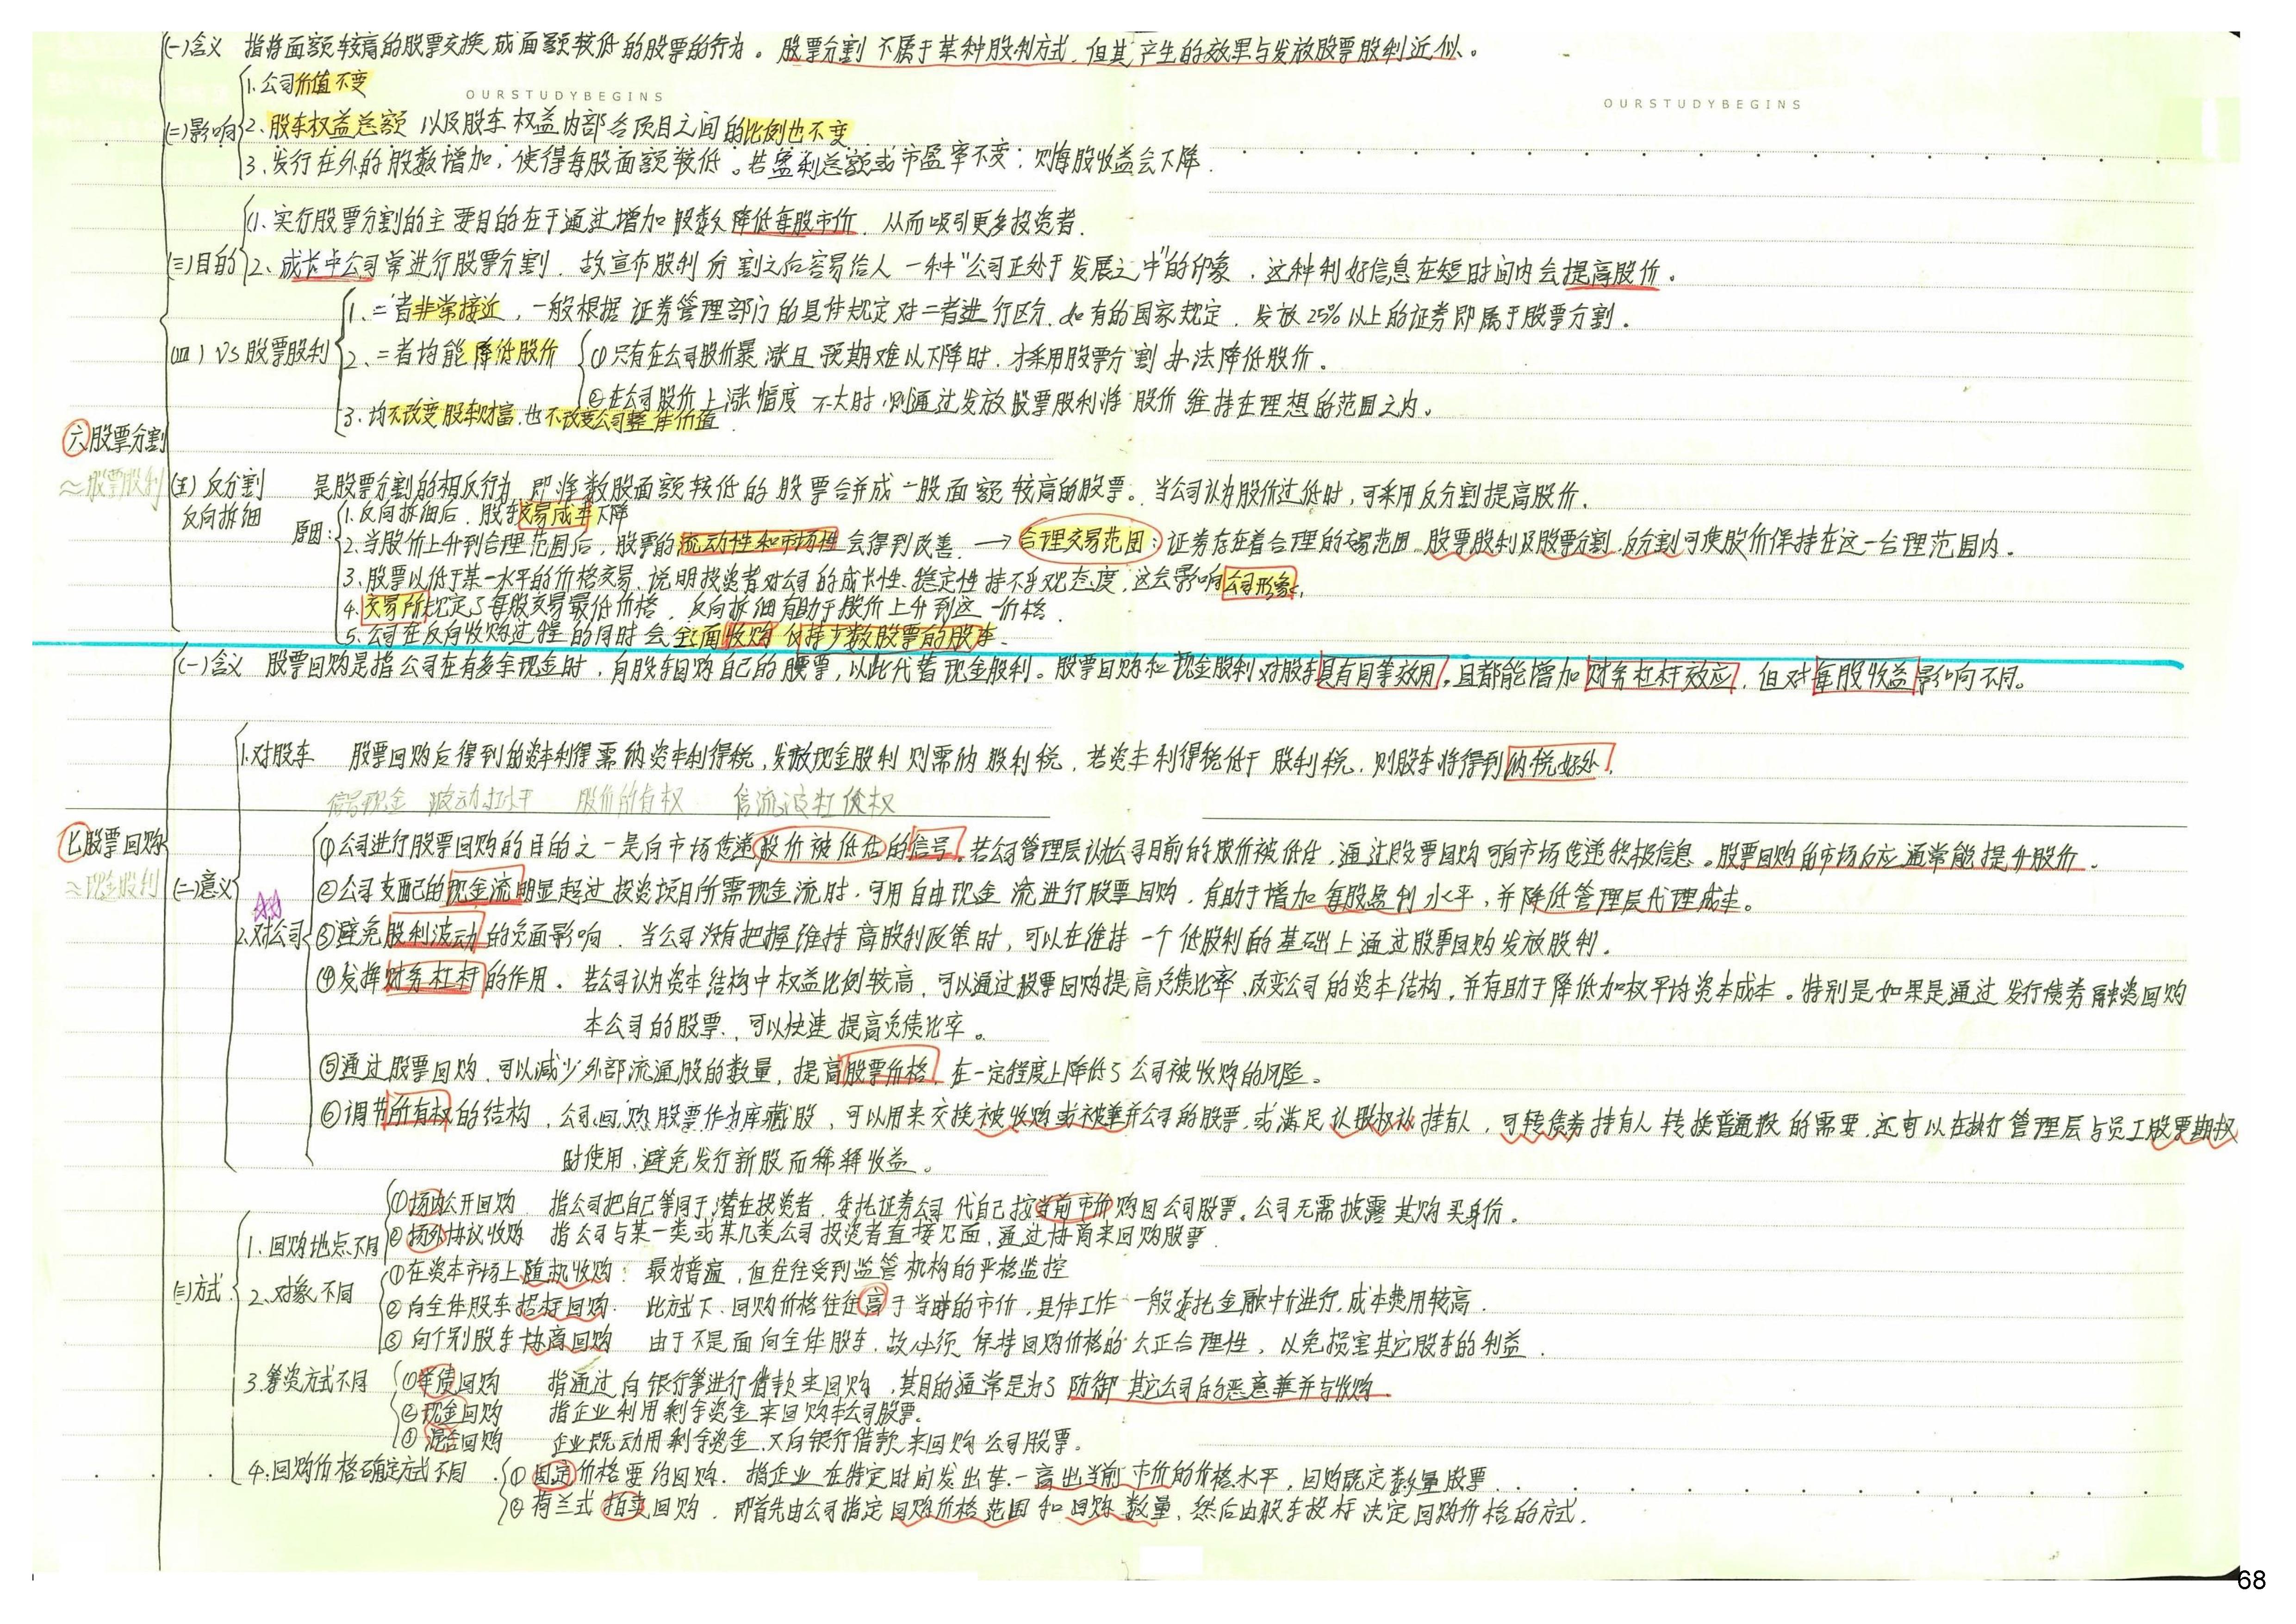 (一)含义 指将面额较高的股票交换成面额较低的股票的行为。股票分割不属于某种股利方式，但其产生的效果与发放股票股利近似。
1.公司价值不变
OURSTUDYBEGINS
OURSTUDYBEGINS
(二)影响 2.股东权益总额以及股东权益内部各项目之间的比例也不变
3.发行在外的股数增加，使得每股面额较低。若盈利总额或市盈率不变；则每股收益会下降.
1.实行股票分割的主要目的在于通过增加股数降低每股市价，从而吸引更多投资者.
(三)目的 2.成长中公司常进行股票分割，故宣布股利分割之后容易给人一种"公司正处于发展之中"的印象，这种利好信息在短时间内会提高股价。
1.二者非常接近，一般根据证券管理部门的具体规定对二者进行区分.如有的国家规定，发放25%以上的证券即属于股票分割.
(四)VS股票股利 2.二者均能降低股价 ①只有在公司股价暴涨且预期难以下降时，才采用股票分割办法降低股价.
②在公司股价上涨幅度不大时，则通过发放股票股利将股价维持在理想的范围之内。
3.均不改变股东财富，也不改变公司整体价值.
六 股票分割
≈股票股利
(五)反分割 是股票分割的相反行为，即将数股面额较低的股票合并成一股面额较高的股票。当公司认为股价过低时，可采用反分割提高股价.
反向拆细
原因: 1.反向拆细后，股东交易成本下降
2.当股价上升到合理范围后，股票的流动性和市场性会得到改善. → 合理交易范围：证券存在着合理的交易范围，股票股利及股票分割、反分割可使股价保持在这一合理范围内.
3.股票以低于某一水平的价格交易，说明投资者对公司的成长性、稳定性持不乐观态度，这会影响公司形象.
4.交易所规定了每股交易最低价格，反向拆细有助于股价上升到这一价格.
5.公司在反向收购过程的同时会全面收购仅持少数股票的股东.
(一)含义 股票回购是指公司在有多余现金时，向股东回购自己的股票，以此代替现金股利。股票回购和现金股利对股东具有同等效用，且都能增加财务杠杆效应，但对每股收益影响不同。
1.对股东 股票回购后得到的资本利得需纳资本利得税，发放现金股利则需纳股利税，若资本利得税低于股利税，则股东将得到纳税好处！
信号现金 波动杠杆 股价所有权 信流波杠价权
七 股票回购
≈现金股利
(二)意义
2.对公司
①公司进行股票回购的目的之一是向市场传递股价被低估的信号.若公司管理层认为公司目前的股价被低估，通过股票回购可向市场传递积极信息。股票回购的市场反应通常能提升股价.
②公司支配的现金流明显超过投资项目所需现金流时.可用自由现金流进行股票回购，有助于增加每股盈利水平，并降低管理层代理成本。
③避免股利波动的负面影响.当公司没有把握维持高股利政策时，可以在维持一个低股利的基础上通过股票回购发放股利.
④发挥财务杠杆的作用.若公司认为资本结构中权益比例较高，可以通过股票回购提高负债比率、改变公司的资本结构，并有助于降低加权平均资本成本。特别是如果是通过发行债券融资回购
本公司的股票，可以快速提高负债比率。
⑤通过股票回购，可以减少外部流通股的数量，提高股票价格，在一定程度上降低了公司被收购的风险。
⑥调节所有权的结构，公司回购股票作为库藏股，可以用来交换被收购或被兼并公司的股票，或满足认股权证持有人，可转债券持有人转换普通股的需要，还可以在执行管理层与员工股票期权
时使用，避免发行新股而稀释收益。
(三)方式
1.回购地点不同
①场内公开回购 指公司把自己等同于潜在投资者，委托证券公司代自己按当前市价购回公司股票。公司无需披露其购买身份。
②场外协议收购 指公司与某一类或某几类公司投资者直接见面，通过协商来回购股票.
2.对象不同
①在资本市场上随机收购：最为普遍，但往往受到监管机构的严格监控
②向全体股东招标回购. 此方式下，回购价格往往高于当时的市价，具体工作一般委托金融中介进行，成本费用较高.
③向个别股东协商回购 由于不是面向全体股东，故必须保持回购价格的公正合理性，以免损害其它股东的利益.
3.筹资方式不同 ①举债回购 指通过向银行等进行借款来回购，其目的通常是为了防御其它公司的恶意兼并与收购.
②现金回购 指企业利用剩余资金来回购本公司股票.
③混合回购 企业既动用剩余资金，又向银行借款来回购公司股票。
4.回购价格确定方式不同 ①固定价格要约回购. 指企业在特定时间发出某一高出当前市价的价格水平，回购既定数量股票
②荷兰式拍卖回购. 即首先由公司指定回购价格范围和回购数量，然后由股东投标决定回购价格的方式.
68